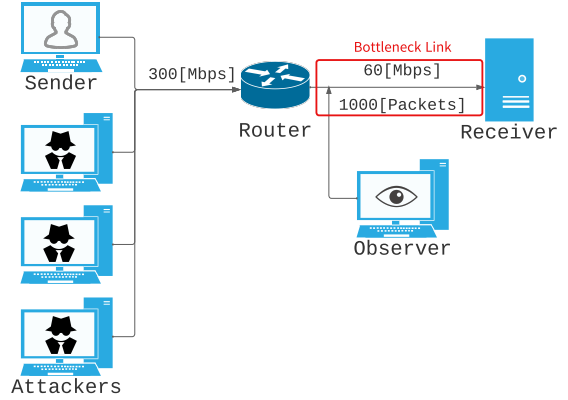 Sender
300[Mbps]
Router
Bottleneck Link
60[Mbps]
1000[Packets]
Receiver
Observer
Attackers